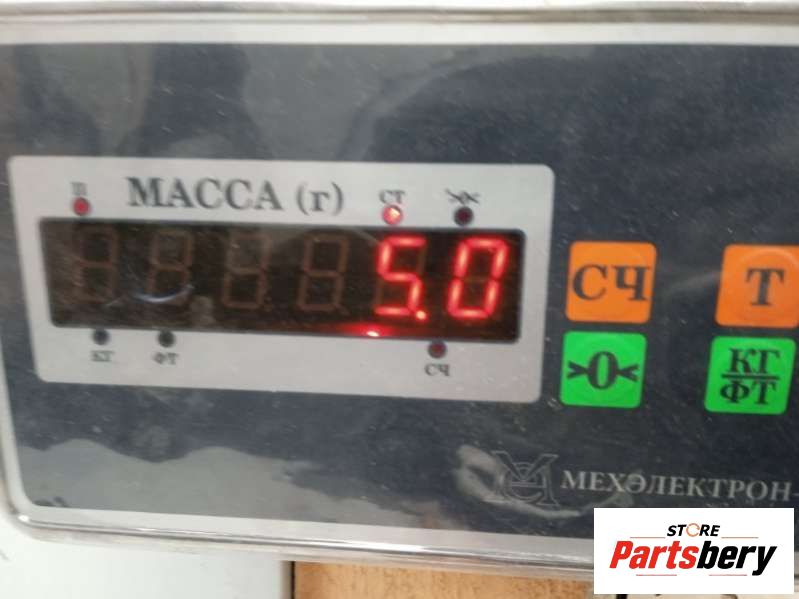 П
МАССА (г)
СТ
5.0
КГ
ФТ
СЧ
СЧ
Т
>0<
КГ
ФТ
МЕХЭЛЕКТРОН-
STORE
Partsbery